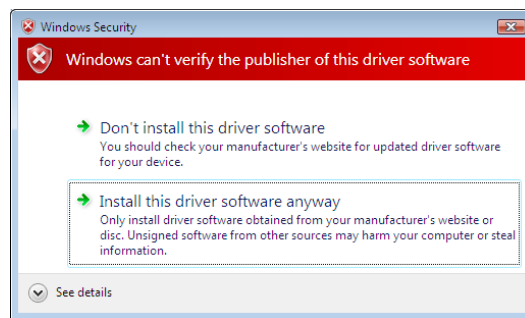 Windows Security
Windows can't verify the publisher of this driver software
Don't install this driver software
You should check your manufacturer's website for updated driver software
for your device.
Install this driver software anyway
Only install driver software obtained from your manufacturer's website or
disc. Unsigned software from other sources may harm your computer or steal
information.
See details